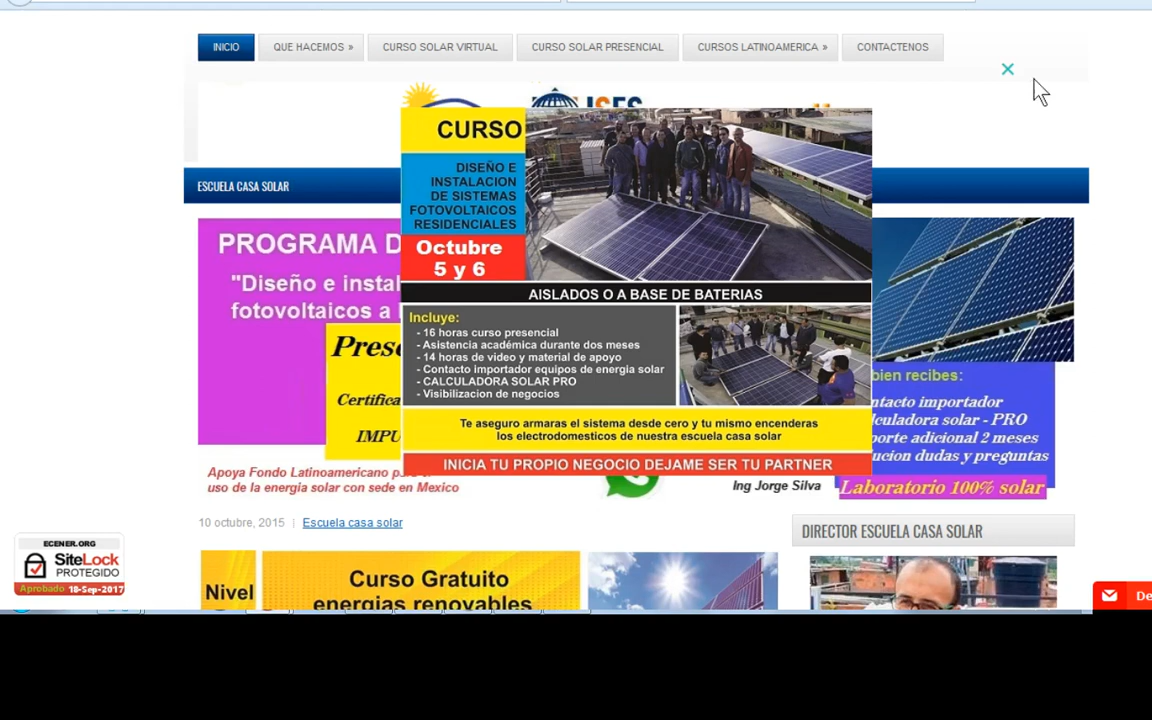 INICIO
QUE HACEMOS »
CURSO SOLAR VIRTUAL
CURSO SOLAR PRESENCIAL
CURSOS LATINOAMERICA »
CONTACTENOS
ISES
CURSO
DISEÑO E
INSTALACION
DE SISTEMAS
FOTOVOLTAICOS
RESIDENCIALES
Octubre
5 y 6
ESCUELA CASA SOLAR
PROGRAMA D
"Diseño e instal
fotovoltaicos a
AISLADOS O A BASE DE BATERIAS
Incluye:
- 16 horas curso presencial
- Asistencia académica durante dos meses
- 14 horas de video y material de apoyo
- Contacto importador equipos de energia solar
- CALCULADORA SOLAR PRO
- Visibilizacion de negocios
Te aseguro armaras el sistema desde cero y tu mismo encenderas
los electrodomesticos de nuestra escuela casa solar
INICIA TU PROPIO NEGOCIO DEJAME SER TU PARTNER
Prese
Certifica
IMPU
bien recibes:
ntacto importador
lculadora solar - PRO
porte adicional 2 meses
ucion dudas y preguntas
Laboratorio 100% solar
Apoya Fondo Latinoamericano p
uso de la energia solar con sede en Mexico
Ing Jorge Silva
10 octubre, 2015 | Escuela casa solar
DIRECTOR ESCUELA CASA SOLAR
ECENER.ORG
SiteLock
PROTEGIDO
Aprobado 18-Sep-2017
Nivel
Curso Gratuito
energias renovables
De